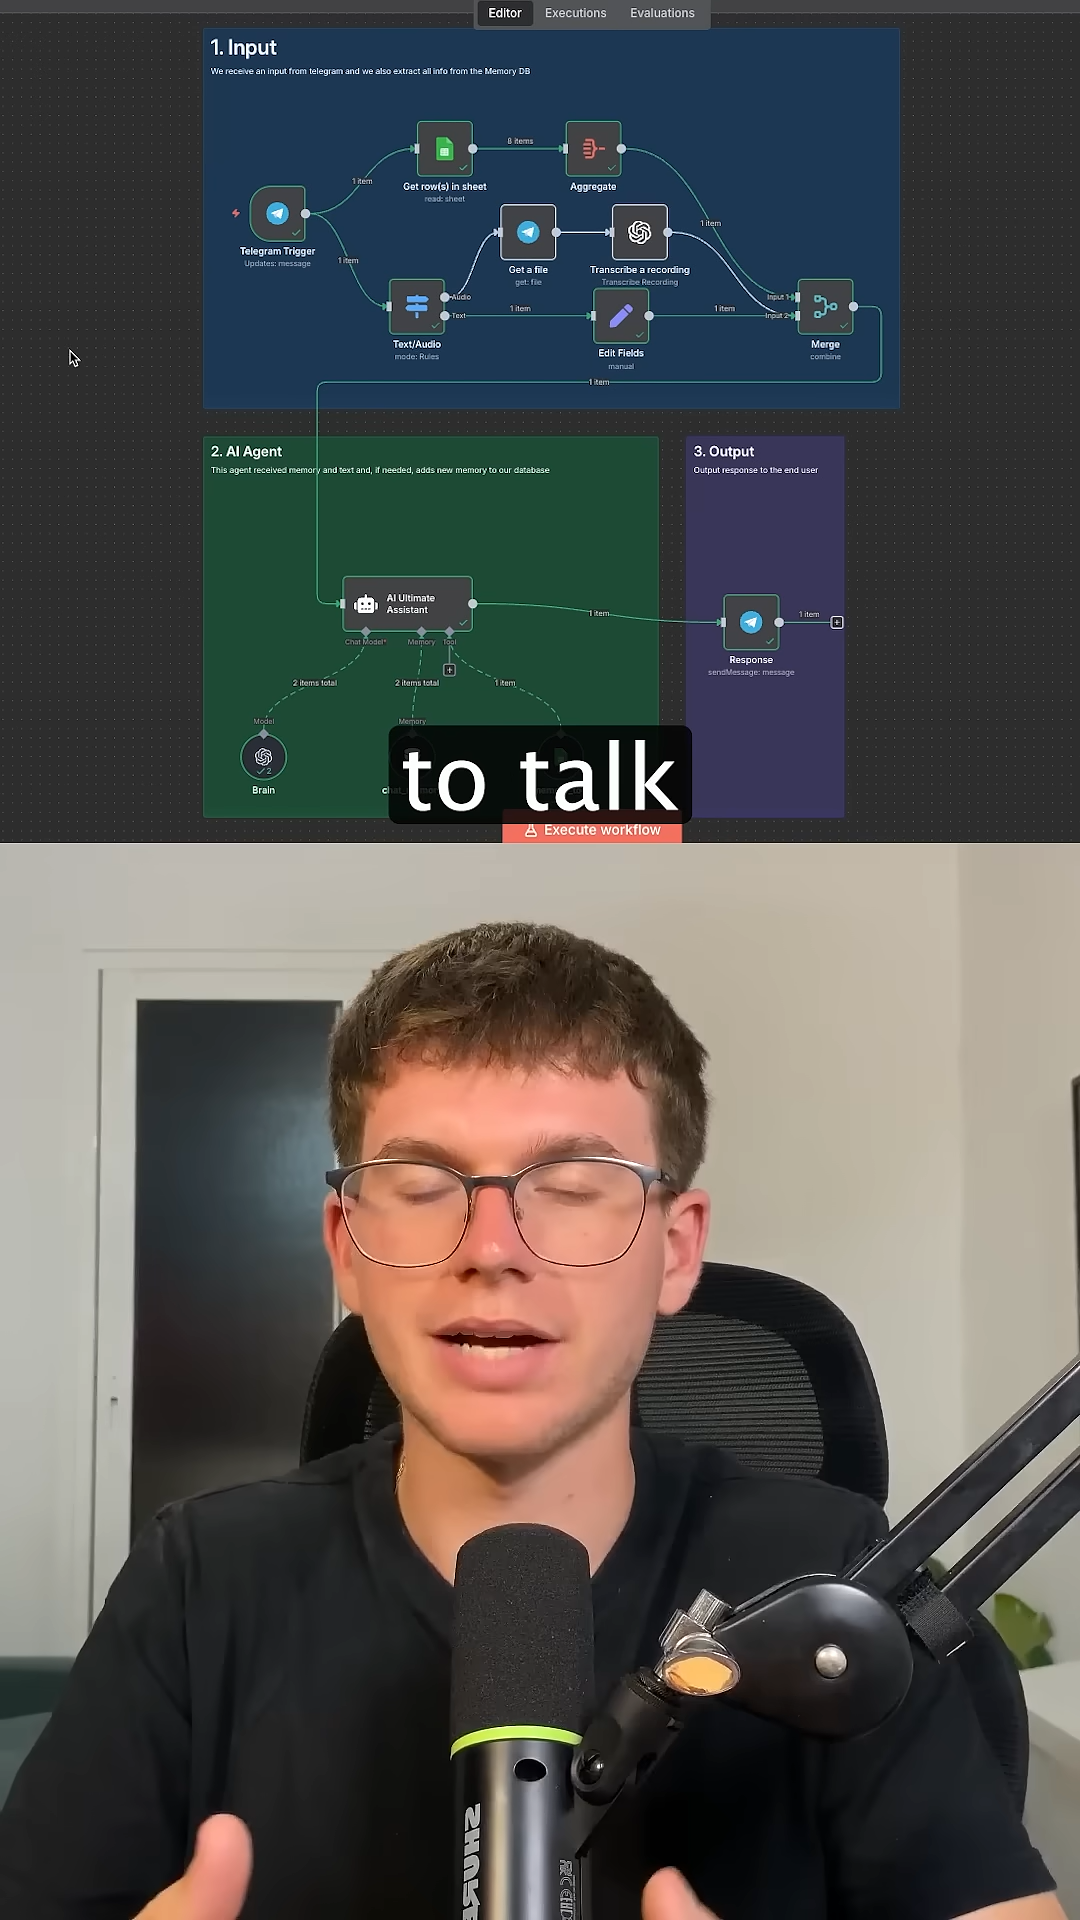 Editor Executions Evaluations
1. Input
We receive an input from telegram and we also extract all info from the Memory DB
8 items
1 item
Get row(s) in sheet
read: sheet
Aggregate
1 item
Telegram Trigger
Updates: message
1 item
Get a file
get: file
Transcribe a recording
Transcribe Recording
Audio
Text
1 item
1 item
Input 1
Input 2
Text/Audio
mode: Rules
Edit Fields
manual
Merge
combine
1 item
2. AI Agent
This agent received memory and text and, if needed, adds new memory to our database
3. Output
Output response to the end user
AI Ultimate
Assistant
1 item
1 item
Chat Model*
Memory
Tool
Response
sendMessage: message
2 items total
2 items total
1 item
Model
Memory
2
Brain
to talk
Execute workflow
SHURE